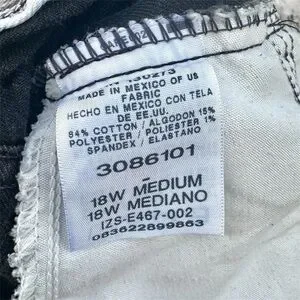 MADE IN MEXICO OF US
FABRIC
HECHO EN MEXICO CON TELA
DE EE.UU.
84% COTTON / ALGODON 15%
POLYESTER / POLIESTER 1%
SPANDEX / ELASTANO
3086101
18W – MEDIUM
18W MEDIANO
IZS-E467-002
083622899863